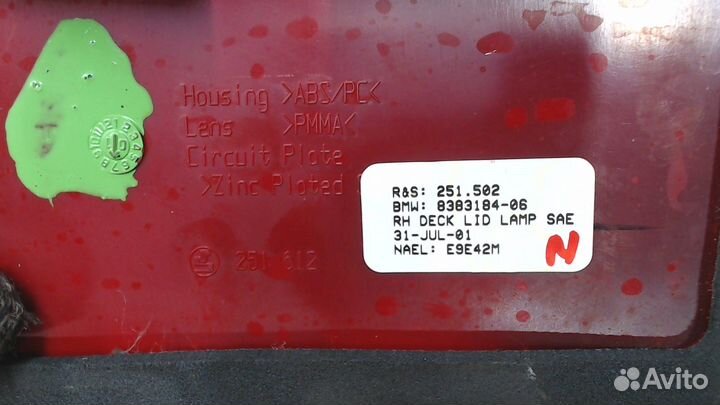 Housing >ABS/PC<
Lens >PMMA<
Circuit Plate
>Zinc Plated
251 612
R&S: 251.502
BMW: 8383184-06
RH DECK LID LAMP SAE
31-JUL-01
NAEL: E9E42M
N
Avito